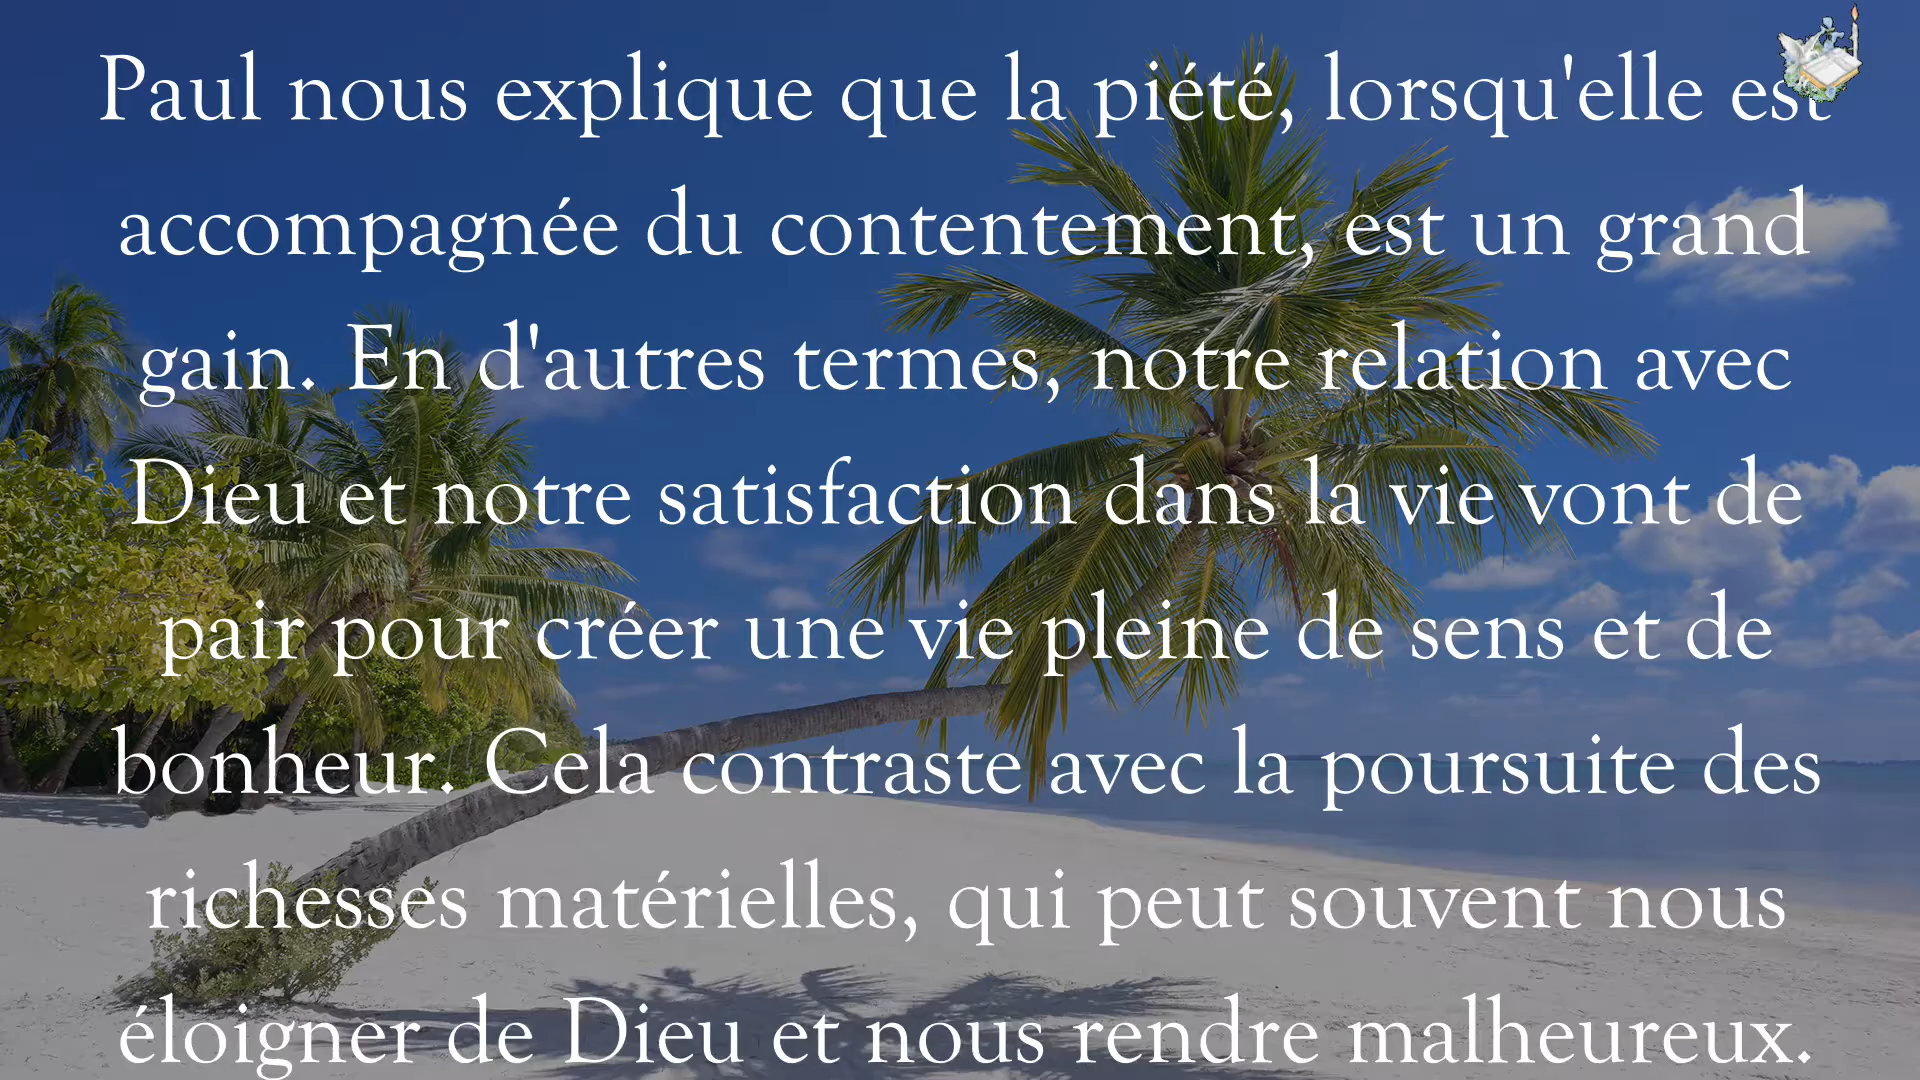 Paul nous explique que la piété, lorsqu'elle est
accompagnée du contentement, est un grand
gain. En d'autres termes, notre relation avec
Dieu et notre satisfaction dans la vie vont de
pair pour créer une vie pleine de sens et de
bonheur. Cela contraste avec la poursuite des
richesses matérielles, qui peut souvent nous
éloigner de Dieu et nous rendre malheureux.